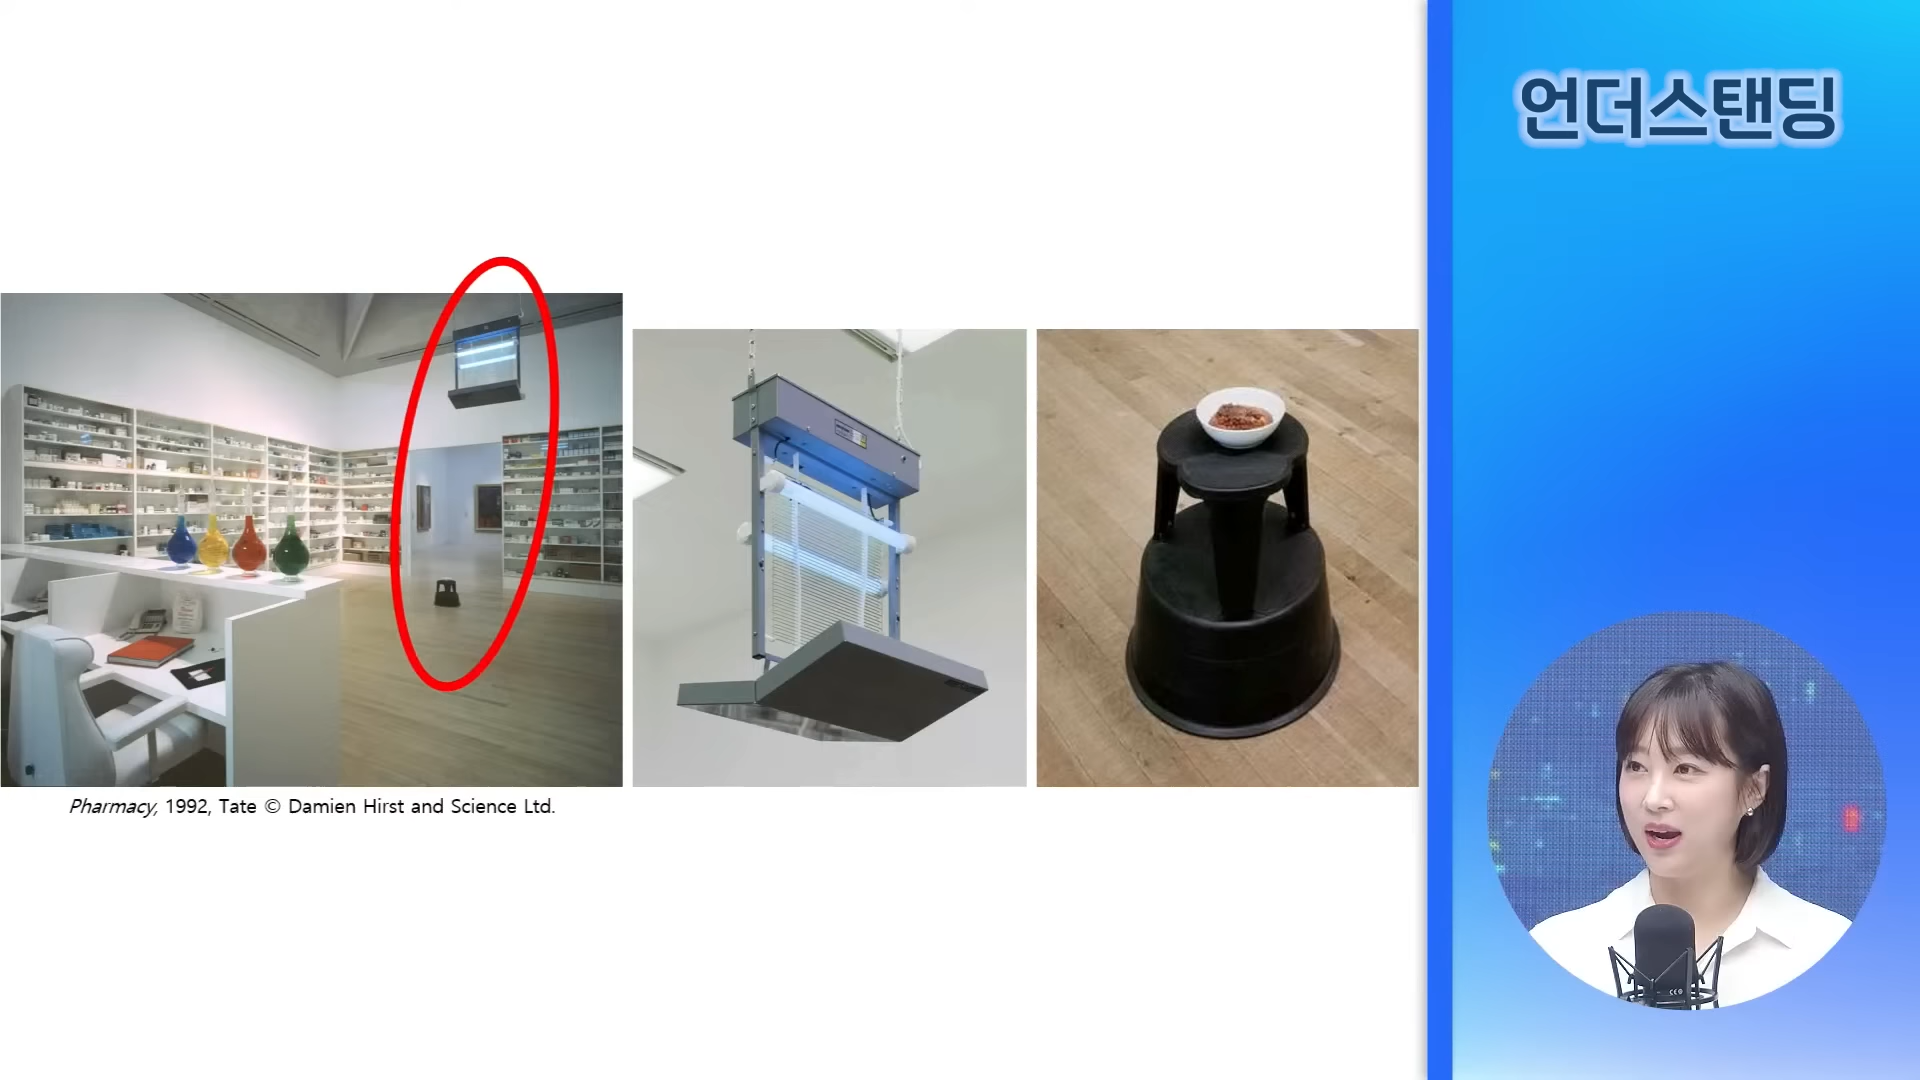 언더스탠딩
Pharmacy, 1992, Tate © Damien Hirst and Science Ltd.